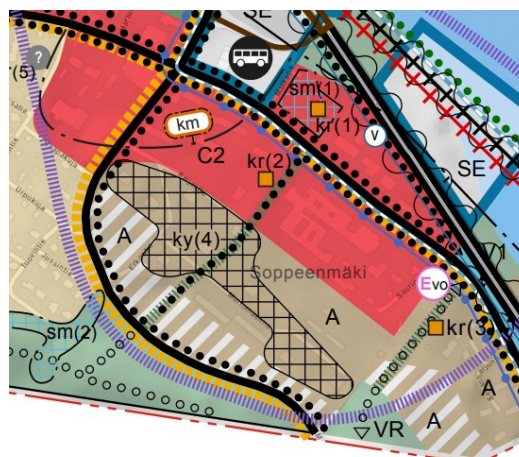 SE
?
r(5)
sm(1)
kr(1)
km
v
C2
kr(2)
SE
A
ky(4)
Soppeenmäki
Evo
A
kr(3)
sm(2)
A
A
A
VR